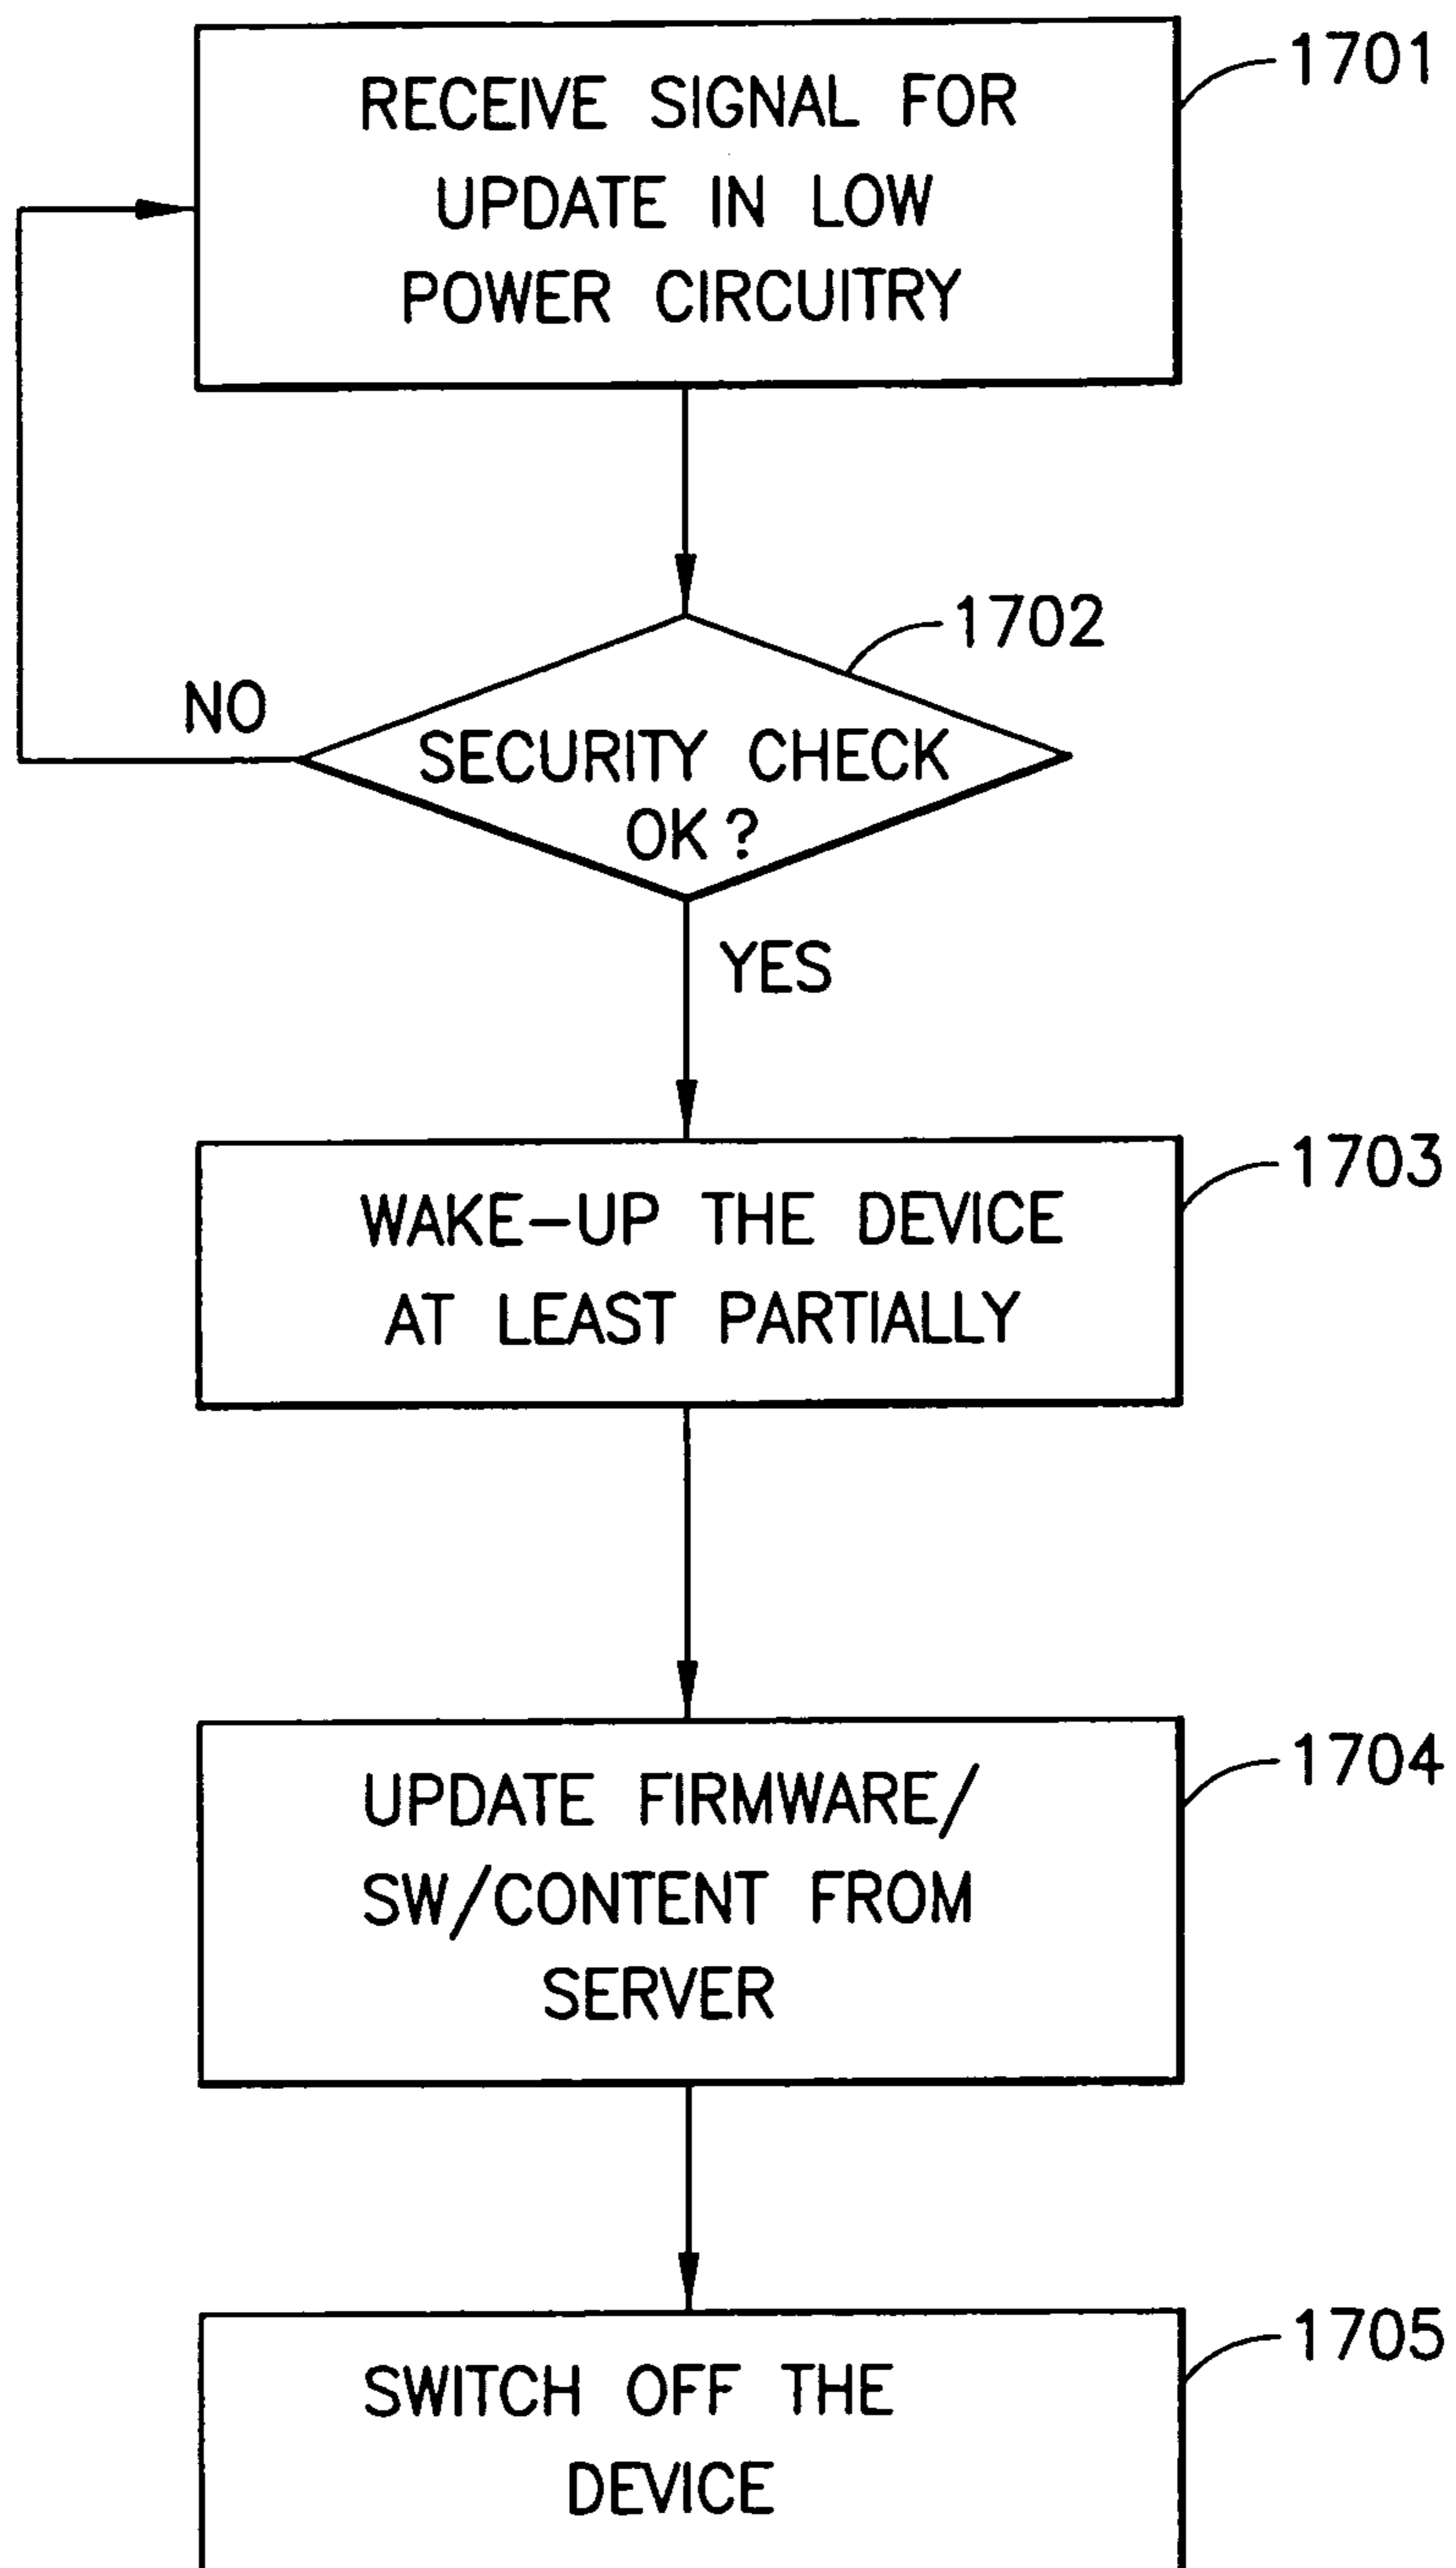 RECEIVE SIGNAL FOR
UPDATE IN LOW
POWER CIRCUITRY
1701
1702
NO
SECURITY CHECK
OK?
YES
WAKE-UP THE DEVICE
AT LEAST PARTIALLY
1703
UPDATE FIRMWARE/
SW/CONTENT FROM
SERVER
1704
SWITCH OFF THE
DEVICE
1705